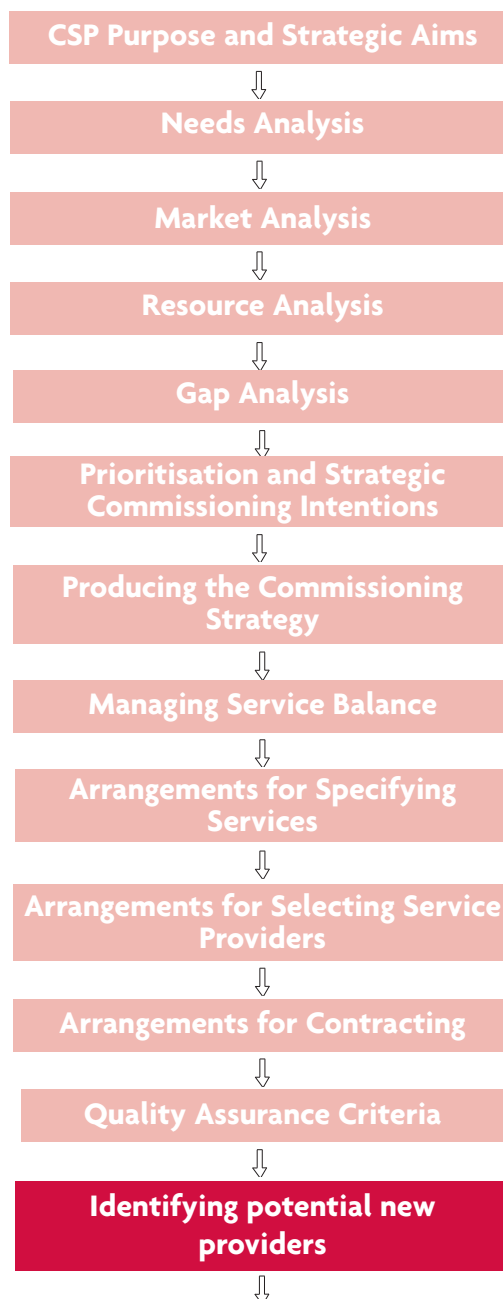 CSP Purpose and Strategic Aims
Needs Analysis
Market Analysis
Resource Analysis
Gap Analysis
Prioritisation and Strategic
Commissioning Intentions
Producing the Commissioning
Strategy
Managing Service Balance
Arrangements for Specifying
Services
Arrangements for Selecting Service
Providers
Arrangements for Contracting
Quality Assurance Criteria
Identifying potential new
providers